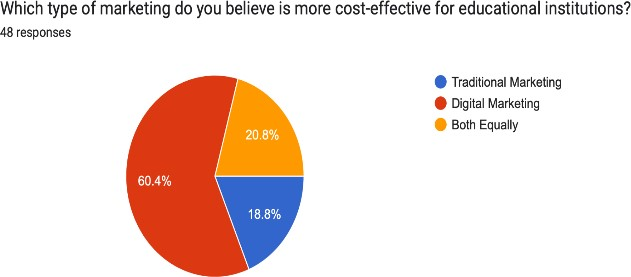 Which type of marketing do you believe is more cost-effective for educational institutions?
48 responses
Traditional Marketing
Digital Marketing
Both Equally
20.8%
60.4%
18.8%